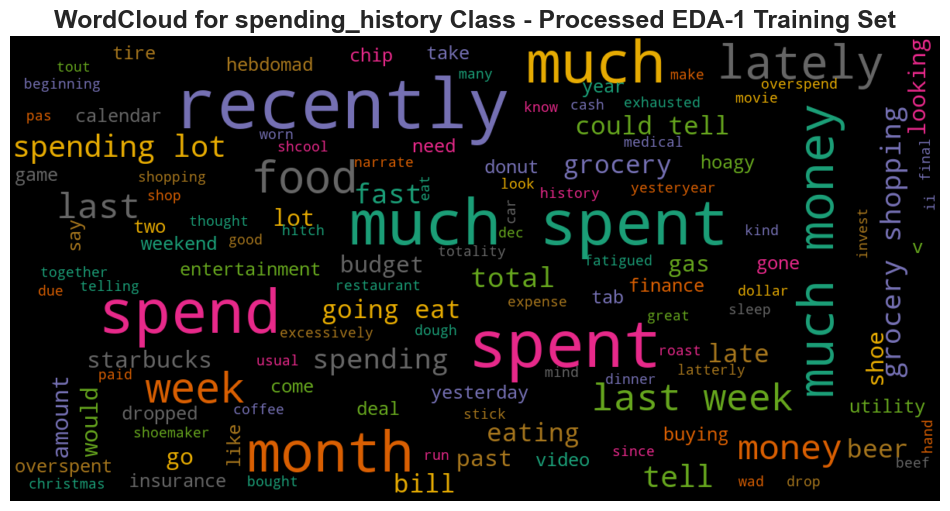 WordCloud for spending_history Class - Processed EDA-1 Training Set
tire
chip
take
much
lately
looking
tout
hebdomad
many
make
overspend
beginning
recently
year
movie
pas
calendar
know
cash
exhausted
worn
shcool
need
medical
could tell
spending lot
food
narrate
donut
grocery
hoagy
much money
grocery shopping
final
ii
game
shopping
shop
fast
eat
look
history
yesteryear
last
say
two
thought
lot
much spent
car
kind
invest
weekend
good
hitch
dec
<
together
entertainment
budget
totality
fatigued
gas
gone
telling
restaurant
total
due
tab
finance
dollar
spend
going eat
expense
sleep
excessively
dough
spent
great
shoe
starbucks
usual
spending
roast
late
mind
latterly
amount
would
paid
week
come
yesterday
dinner
last week
dropped
coffee
deal
utility
shoemaker
like
month
stick
eating
buying
money
beer
hand
overspent
go
run
past
video
since
tell
beef
christmas
insurance
bought
bill
wad
drop